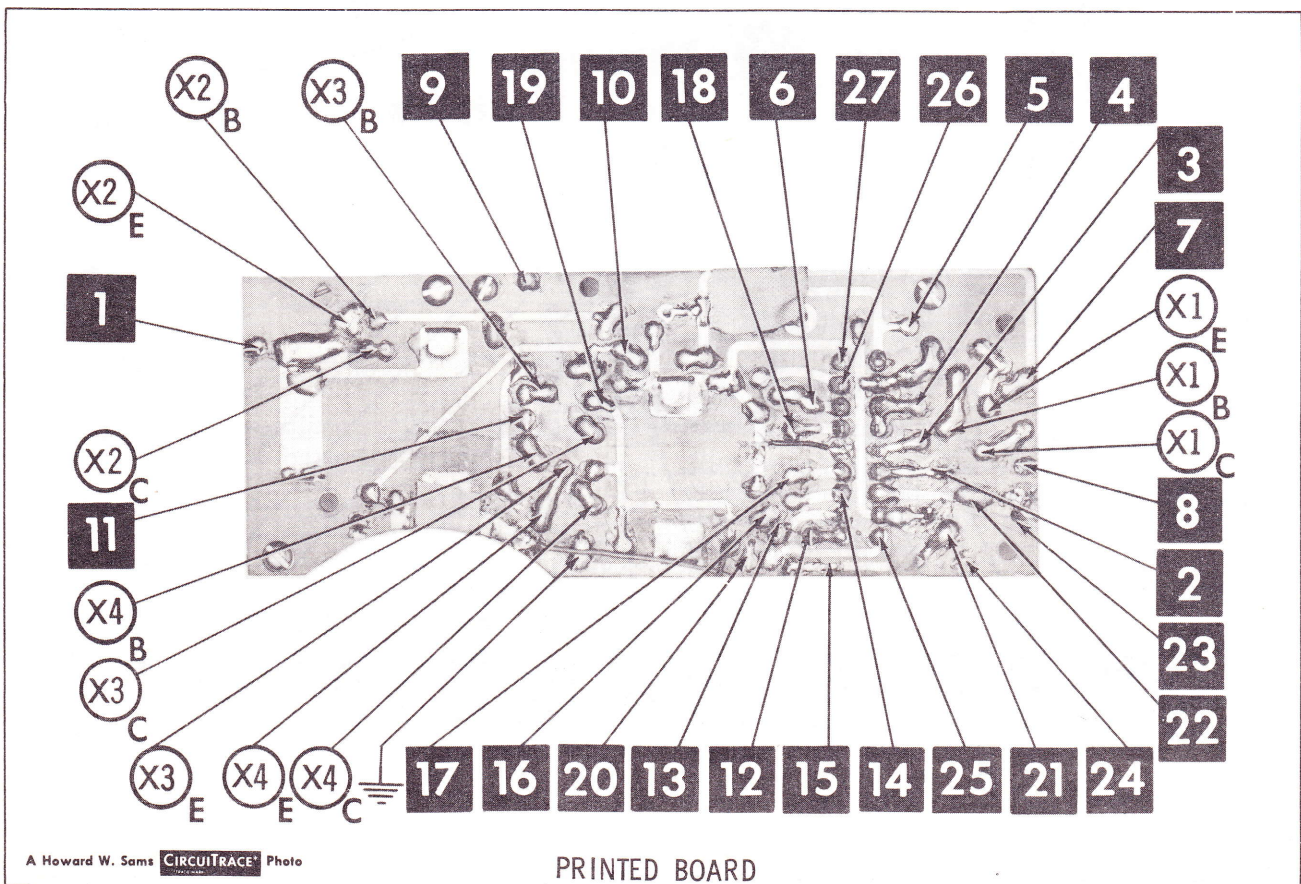 X2 B X3 B 9 19 10 18 6 27 26 5 4
3
X2 E
7
1
X1 E
X1 B
X2 C
X1 C
11
8
X4 B
2
X3 C
23
22
X3 E X4 E X4 C 17 16 20 13 12 15 14 25 21 24
A Howard W. Sams CIRCUITRACE® Photo
PRINTED BOARD